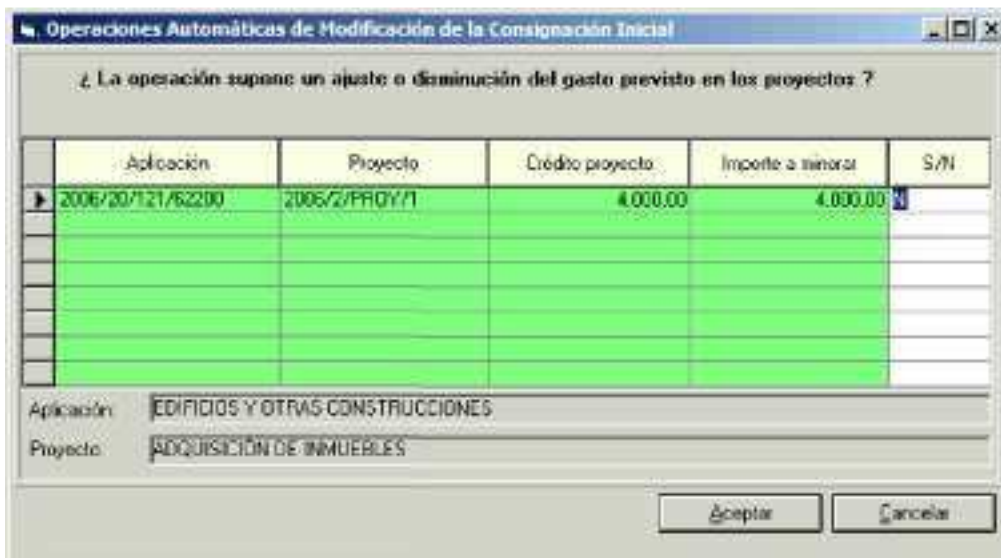 Operaciones Automáticas de Modificación de la Consignación Inicial
¿ La operación supone un ajuste o disminución del gasto previsto en los proyectos ?
Aplicación Proyecto Crédito proyecto Importe a minorar S/N
2006/20/121/62200 2006/2/PROY/1 4.000,00 4.000,00 N
Aplicación: EDIFICIOS Y OTRAS CONSTRUCCIONES
Proyecto ADQUISICIÓN DE INMUEBLES
Aceptar Cancelar